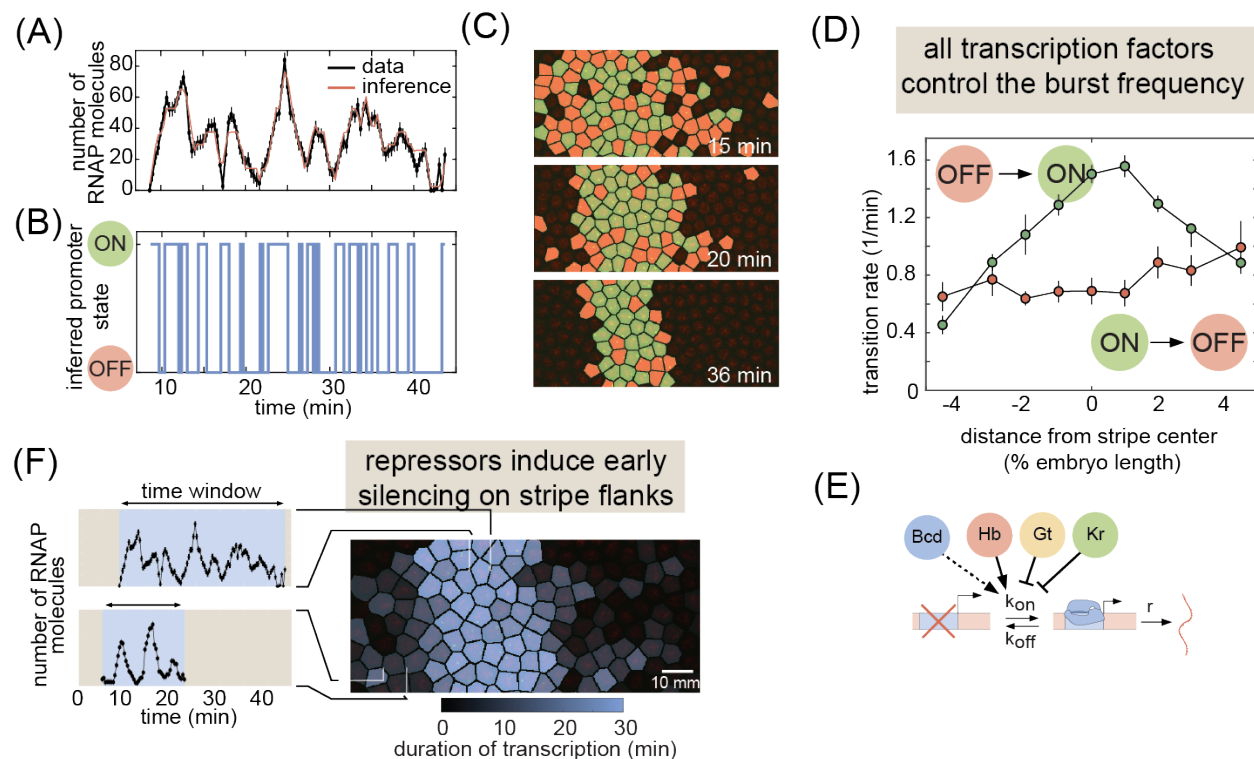 (A)
number of
RNAP molecules
80
60
40
20
0
data
inference
(B)
inferred promoter
state
ON
OFF
10
20
30
40
time (min)
(C)
15 min
20 min
36 min
(D)
all transcription factors
control the burst frequency
transition rate (1/min)
1.6
1.2
0.8
0.4
0
OFF
ON
ON
OFF
-4
-2
0
2
4
distance from stripe center
(% embryo length)
(E)
Bcd
Hb
Gt
Kr
kon
koff
r
(F)
repressors induce early
silencing on stripe flanks
time window
number of RNAP
molecules
0
10
20
30
40
time (min)
10 mm
0
10
20
30
duration of transcription (min)